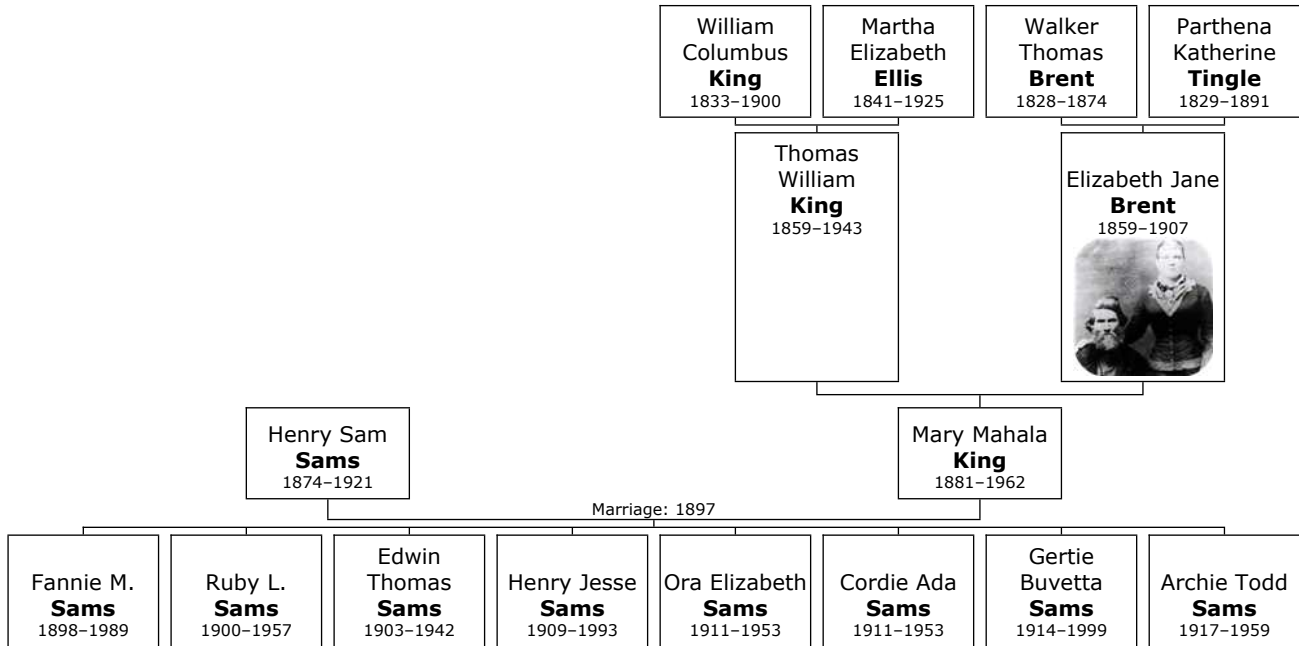 William
Columbus
King
1833–1900
Martha
Elizabeth
Ellis
1841–1925
Walker
Thomas
Brent
1828–1874
Parthena
Katherine
Tingle
1829–1891
Thomas
William
King
1859–1943
Elizabeth Jane
Brent
1859–1907
Henry Sam
Sams
1874–1921
Mary Mahala
King
1881–1962
Marriage: 1897
Fannie M.
Sams
1898–1989
Ruby L.
Sams
1900–1957
Edwin
Thomas
Sams
1903–1942
Henry Jesse
Sams
1909–1993
Ora Elizabeth
Sams
1911–1953
Cordie Ada
Sams
1911–1953
Gertie
Buvetta
Sams
1914–1999
Archie Todd
Sams
1917–1959